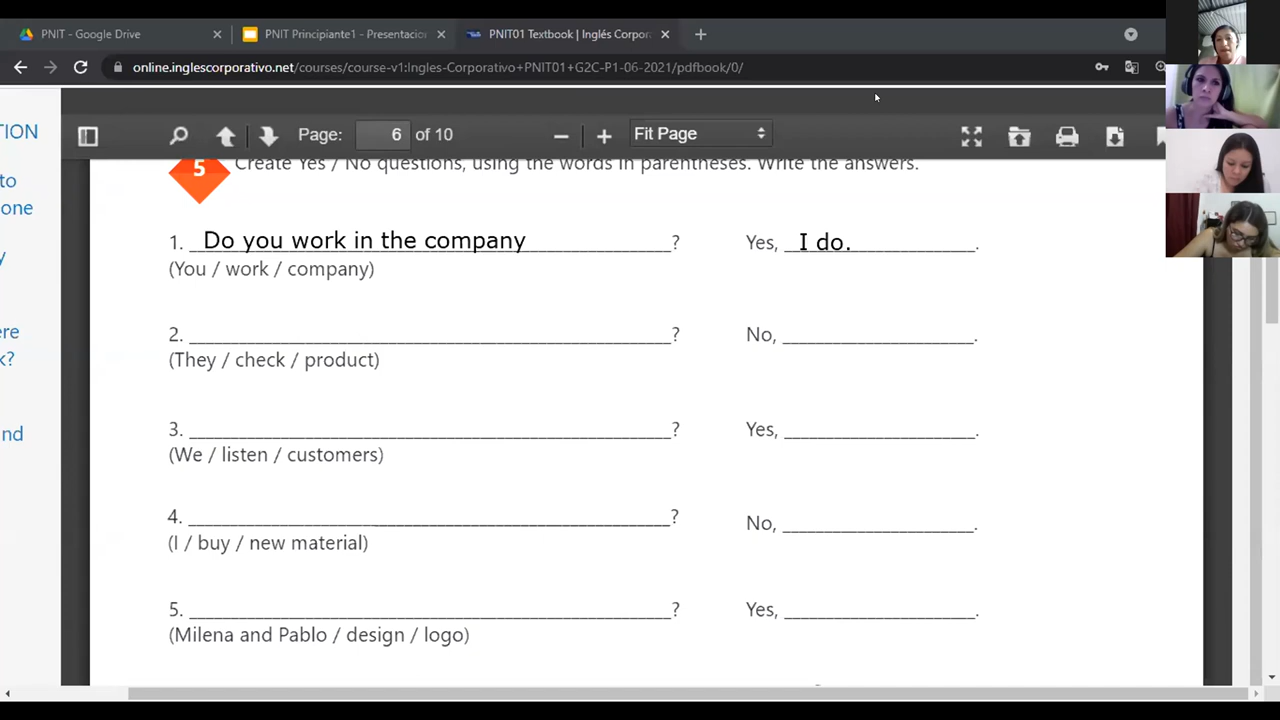 PNIT - Google Drive
PNIT Principiante1 - Presentacion
PNIT01 Textbook | Inglés Corpor
online.inglescorporativo.net/courses/course-v1:Ingles-Corporativo+PNIT01+G2C-P1-06-2021/pdfbook/0/
Page: 6 of 10
Fit Page
TION
to
one
y
ere
k?
nd
5 Create Yes / No questions, using the words in parentheses. Write the answers.
1. Do you work in the company ? Yes, I do. .
(You / work / company)
2. ? No, .
(They / check / product)
3. ? Yes, .
(We / listen / customers)
4. ? No, .
(I / buy / new material)
5. ? Yes, .
(Milena and Pablo / design / logo)